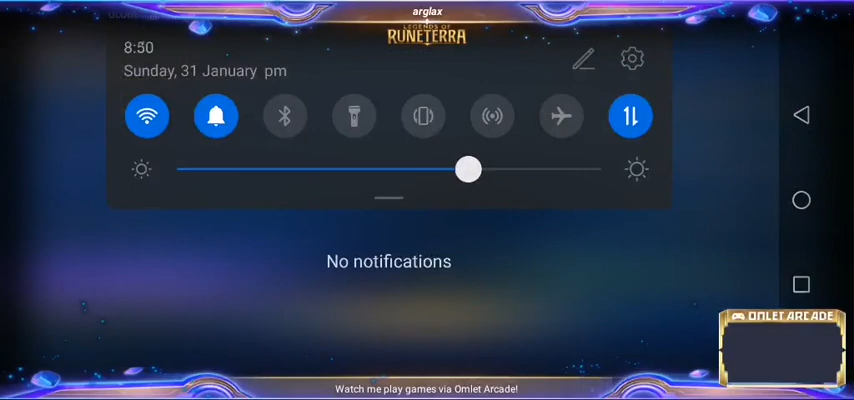 arglax
LEGENDS OF
RUNETERRA
8:50
Sunday, 31 January pm
No notifications
OMLET ARCADE
Watch me play games via Omlet Arcade!